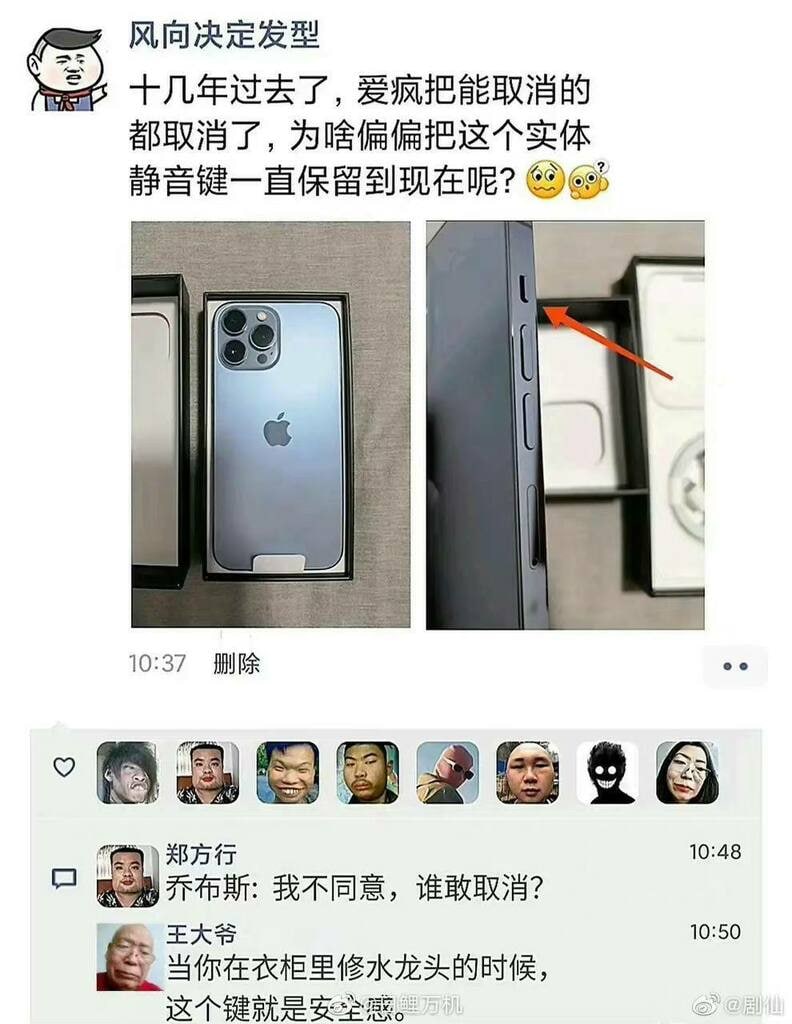 风向决定发型
十几年过去了，爱疯把能取消的
都取消了，为啥偏偏把这个实体
静音键一直保留到现在呢?
?
10:37 删除
郑方行 10:48
乔布斯: 我不同意，谁敢取消?
王大爷 10:50
当你在衣柜里修水龙头的时候，
这个键就是安全感。
鲤万机
@剧仙